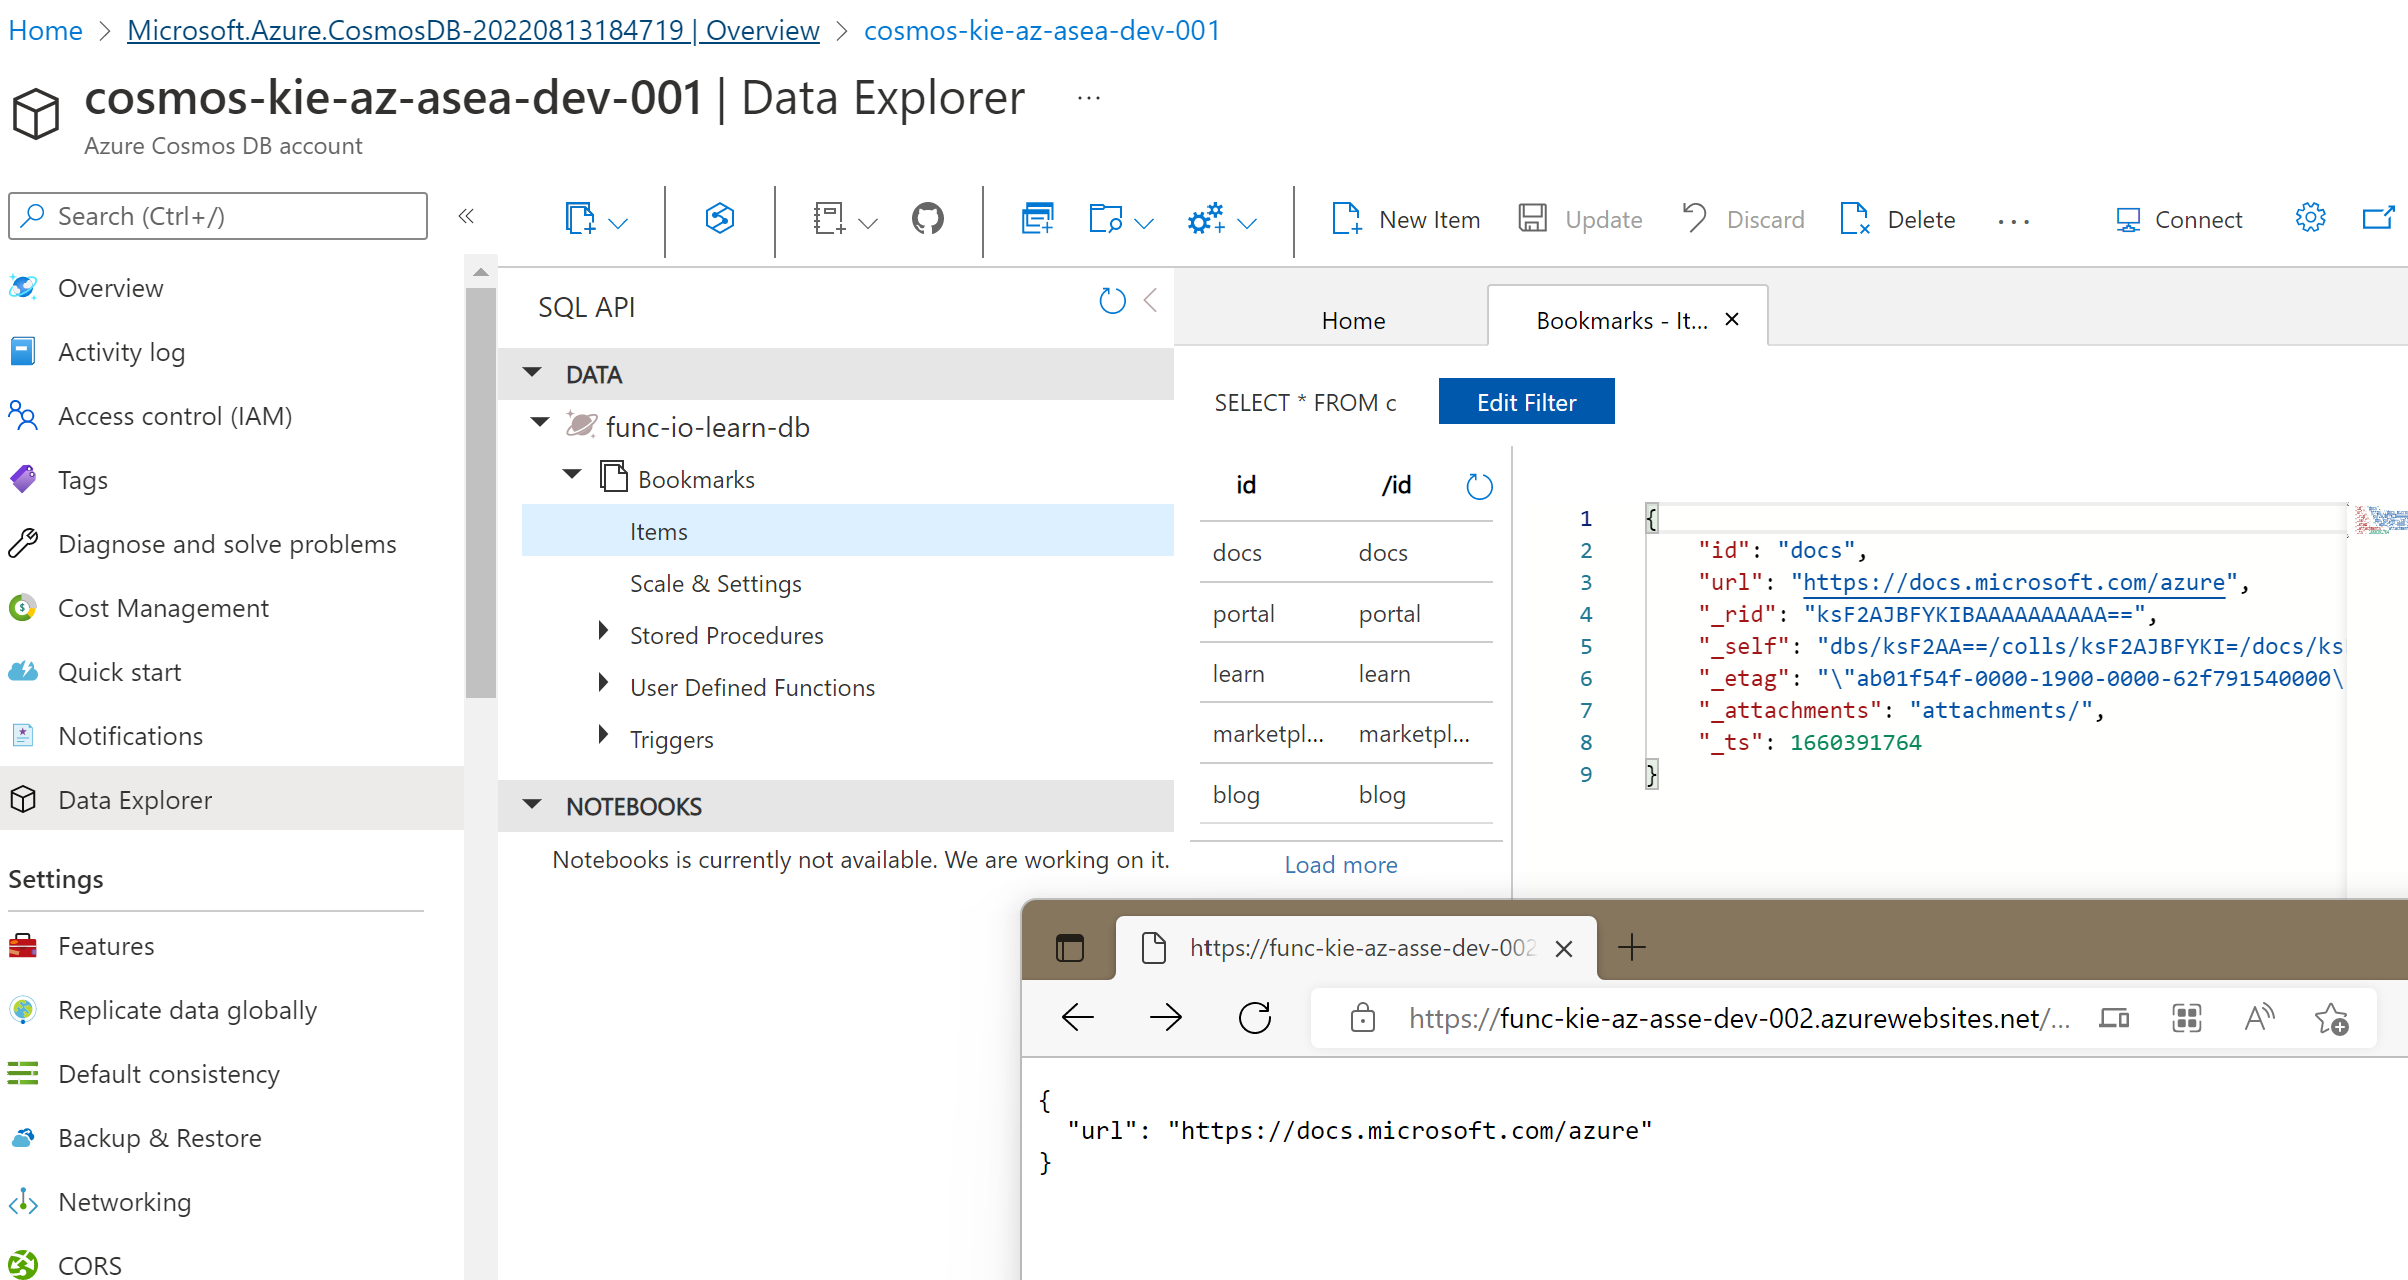 Home > Microsoft.Azure.CosmosDB-20220813184719 | Overview > cosmos-kie-az-asea-dev-001
cosmos-kie-az-asea-dev-001 | Data Explorer ...
Azure Cosmos DB account
Search (Ctrl+/)
«
New Item
Update
Discard
Delete
...
Connect
Overview
Activity log
Access control (IAM)
Tags
Diagnose and solve problems
Cost Management
Quick start
Notifications
Data Explorer
Settings
Features
Replicate data globally
Default consistency
Backup & Restore
Networking
CORS
SQL API
DATA
func-io-learn-db
Bookmarks
Items
Scale & Settings
Stored Procedures
User Defined Functions
Triggers
NOTEBOOKS
Notebooks is currently not available. We are working on it.
Home
Bookmarks - It...
SELECT * FROM c
Edit Filter
id /id
docs docs
portal portal
learn learn
marketpl... marketpl...
blog blog
Load more
1 {
2 "id": "docs",
3 "url": "https://docs.microsoft.com/azure",
4 "_rid": "ksF2AJBFYKIBAAAAAAAAAA==",
5 "_self": "dbs/ksF2AA==/colls/ksF2AJBFYKI=/docs/ks
6 "_etag": "\"ab01f54f-0000-1900-0000-62f791540000\
7 "_attachments": "attachments/",
8 "_ts": 1660391764
9 }
https://func-kie-az-asse-dev-002
https://func-kie-az-asse-dev-002.azurewebsites.net/...
{
"url": "https://docs.microsoft.com/azure"
}